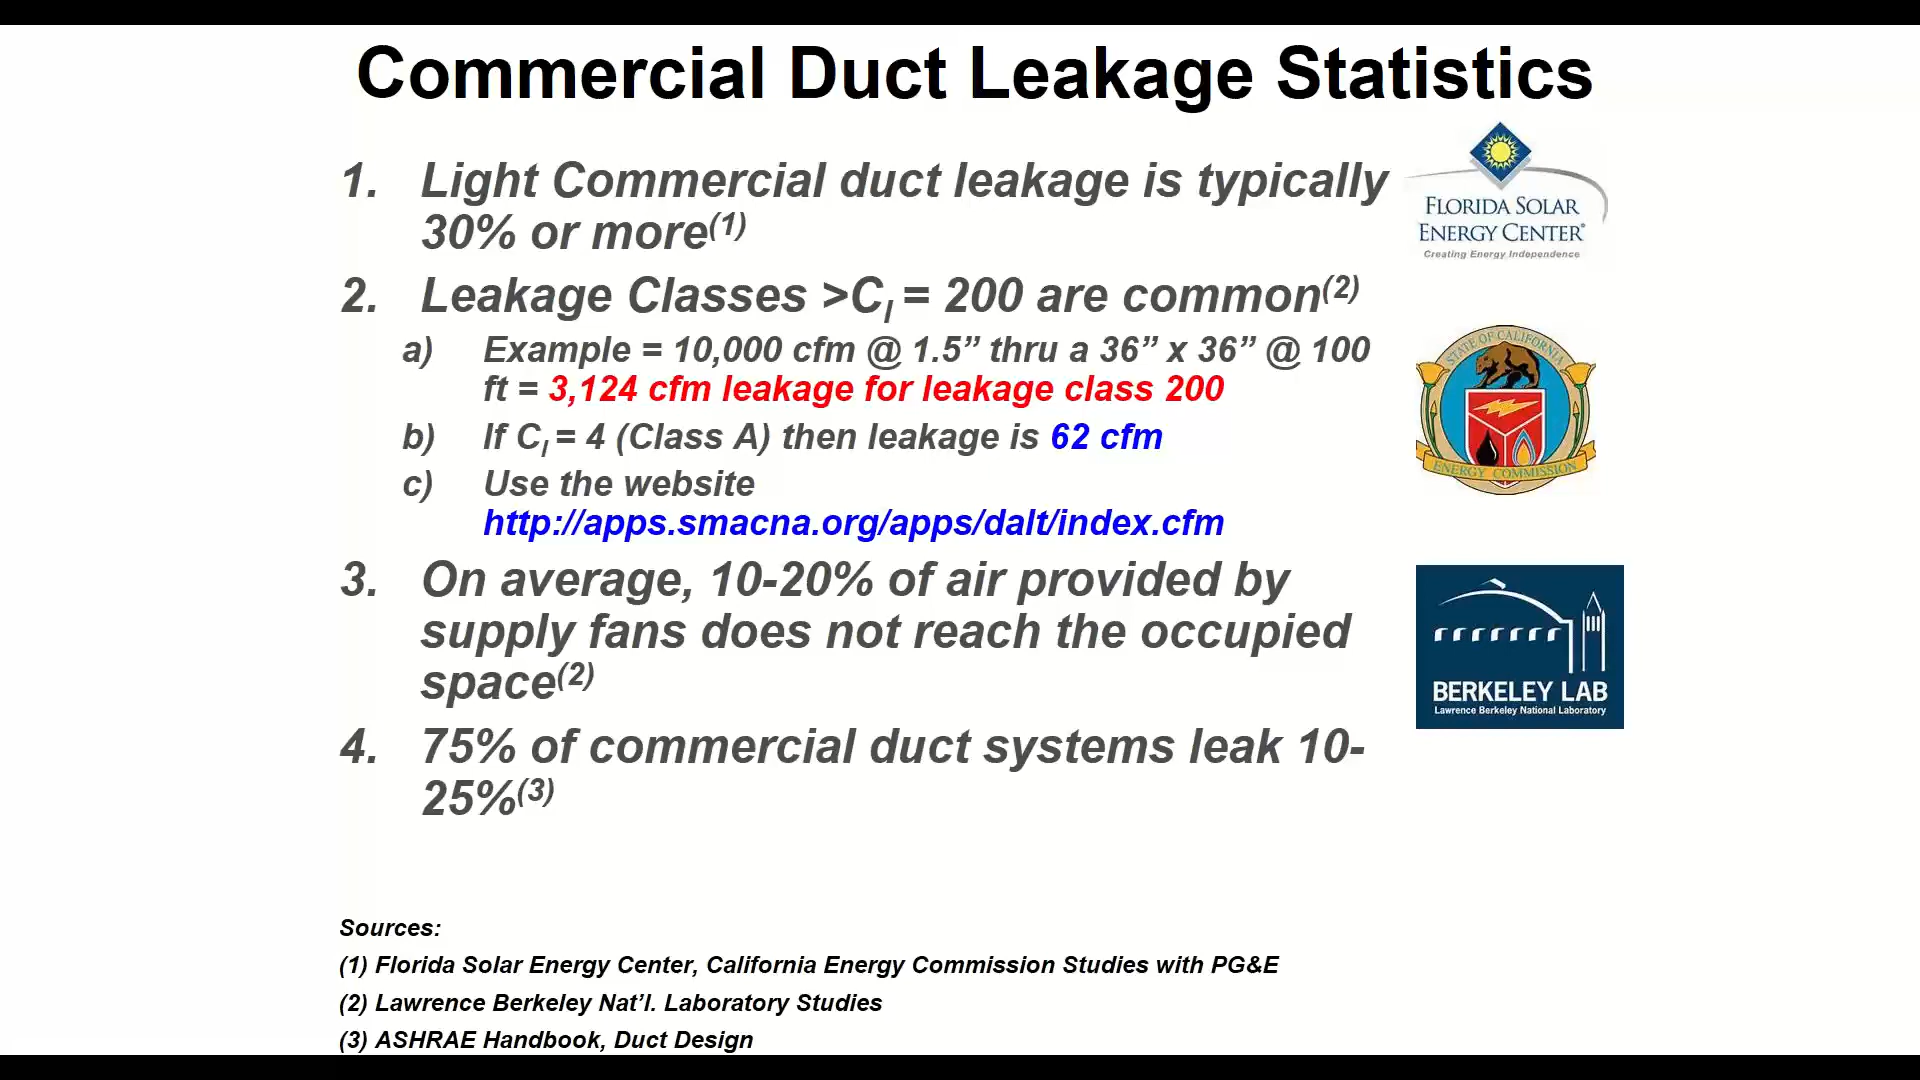 Commercial Duct Leakage Statistics
1. Light Commercial duct leakage is typically
30% or more(1)
FLORIDA SOLAR
ENERGY CENTER®
Creating Energy Independence
2. Leakage Classes >Cl = 200 are common(2)
a) Example = 10,000 cfm @ 1.5” thru a 36” x 36” @ 100
ft = 3,124 cfm leakage for leakage class 200
b) If Cl = 4 (Class A) then leakage is 62 cfm
c) Use the website
http://apps.smacna.org/apps/dalt/index.cfm
STATE OF CALIFORNIA
ENERGY COMMISSION
3. On average, 10-20% of air provided by
supply fans does not reach the occupied
space(2)
BERKELEY LAB
Lawrence Berkeley National Laboratory
4. 75% of commercial duct systems leak 10-
25%(3)
Sources:
(1) Florida Solar Energy Center, California Energy Commission Studies with PG&E
(2) Lawrence Berkeley Nat’l. Laboratory Studies
(3) ASHRAE Handbook, Duct Design